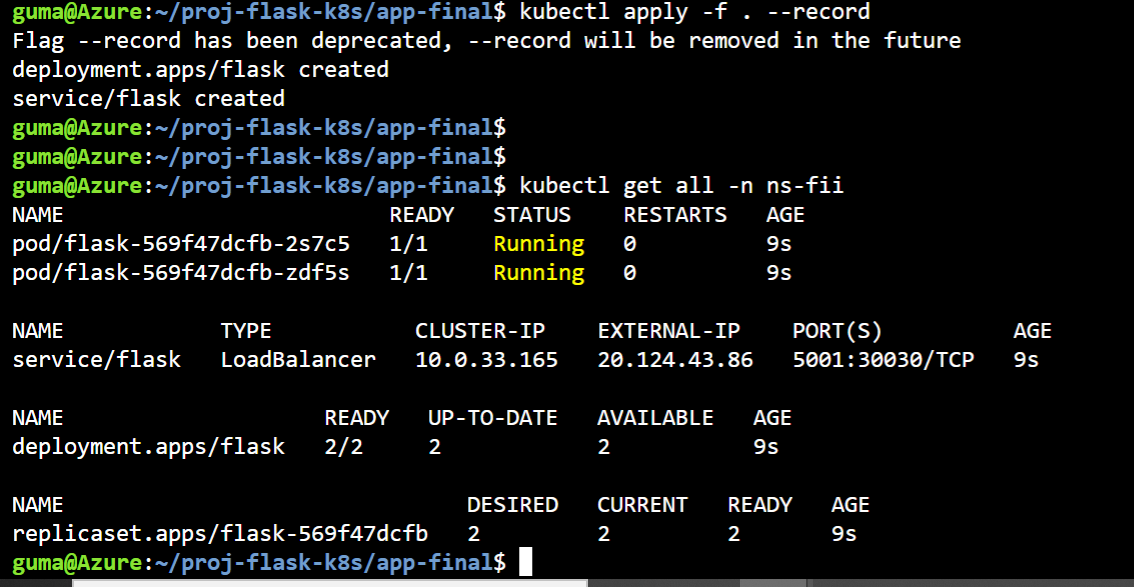 guma@Azure:~/proj-flask-k8s/app-final$ kubectl apply -f . --record
Flag --record has been deprecated, --record will be removed in the future
deployment.apps/flask created
service/flask created
guma@Azure:~/proj-flask-k8s/app-final$
guma@Azure:~/proj-flask-k8s/app-final$
guma@Azure:~/proj-flask-k8s/app-final$ kubectl get all -n ns-fii
NAME                             READY   STATUS    RESTARTS   AGE
pod/flask-569f47dcfb-2s7c5   1/1     Running   0          9s
pod/flask-569f47dcfb-zdf5s   1/1     Running   0          9s

NAME            TYPE           CLUSTER-IP    EXTERNAL-IP    PORT(S)          AGE
service/flask   LoadBalancer   10.0.33.165   20.124.43.86   5001:30030/TCP   9s

NAME                    READY   UP-TO-DATE   AVAILABLE   AGE
deployment.apps/flask   2/2     2            2           9s

NAME                               DESIRED   CURRENT   READY   AGE
replicaset.apps/flask-569f47dcfb   2         2         2       9s
guma@Azure:~/proj-flask-k8s/app-final$